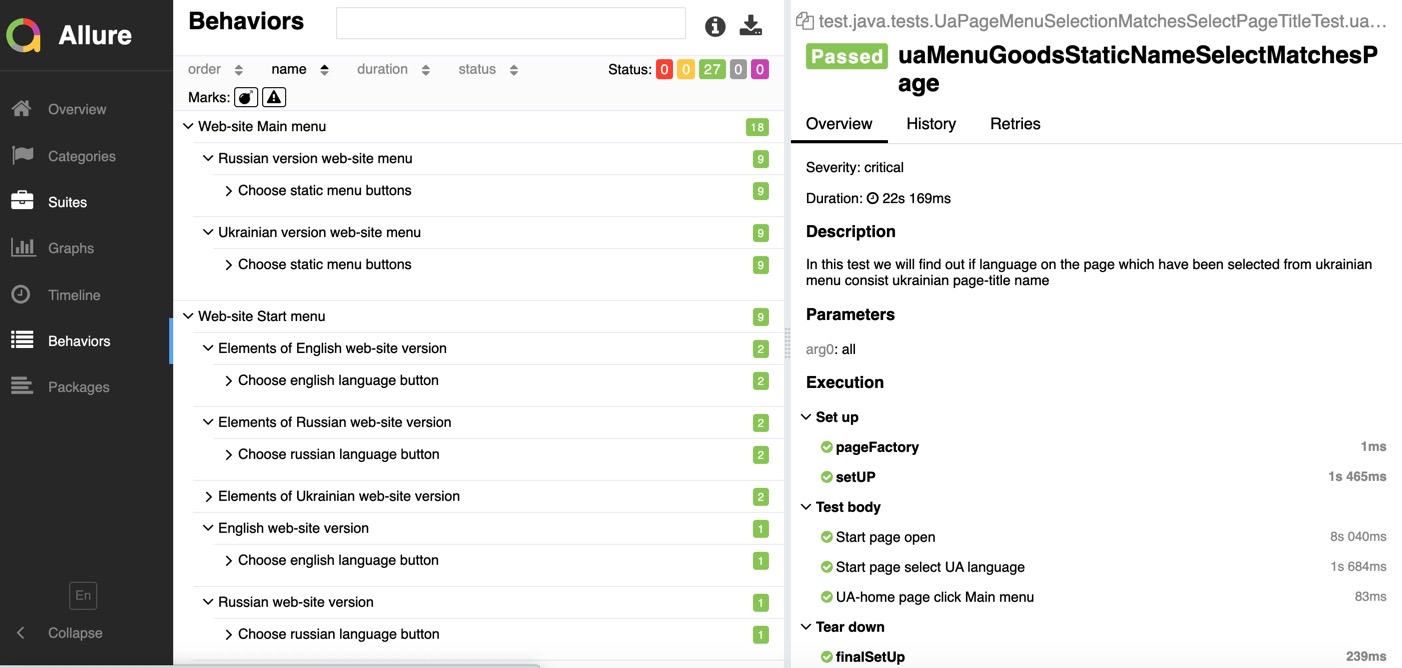 Allure
Overview
Categories
Suites
Graphs
Timeline
Behaviors
Packages
En
Collapse
Behaviors
order name duration status Status: 0 0 27 0 0
Marks:
Web-site Main menu 18
Russian version web-site menu 9
Choose static menu buttons 9
Ukrainian version web-site menu 9
Choose static menu buttons 9
Web-site Start menu 9
Elements of English web-site version 2
Choose english language button 2
Elements of Russian web-site version 2
Choose russian language button 2
Elements of Ukrainian web-site version 2
English web-site version 1
Choose english language button 1
Russian web-site version 1
Choose russian language button 1
test.java.tests.UaPageMenuSelectionMatchesSelectPageTitleTest.ua…
Passed uaMenuGoodsStaticNameSelectMatchesP
age
Overview History Retries
Severity: critical
Duration: 22s 169ms
Description
In this test we will find out if language on the page which have been selected from ukrainian
menu consist ukrainian page-title name
Parameters
arg0: all
Execution
Set up
pageFactory 1ms
setUP 1s 465ms
Test body
Start page open 8s 040ms
Start page select UA language 1s 684ms
UA-home page click Main menu 83ms
Tear down
finalSetUp 239ms